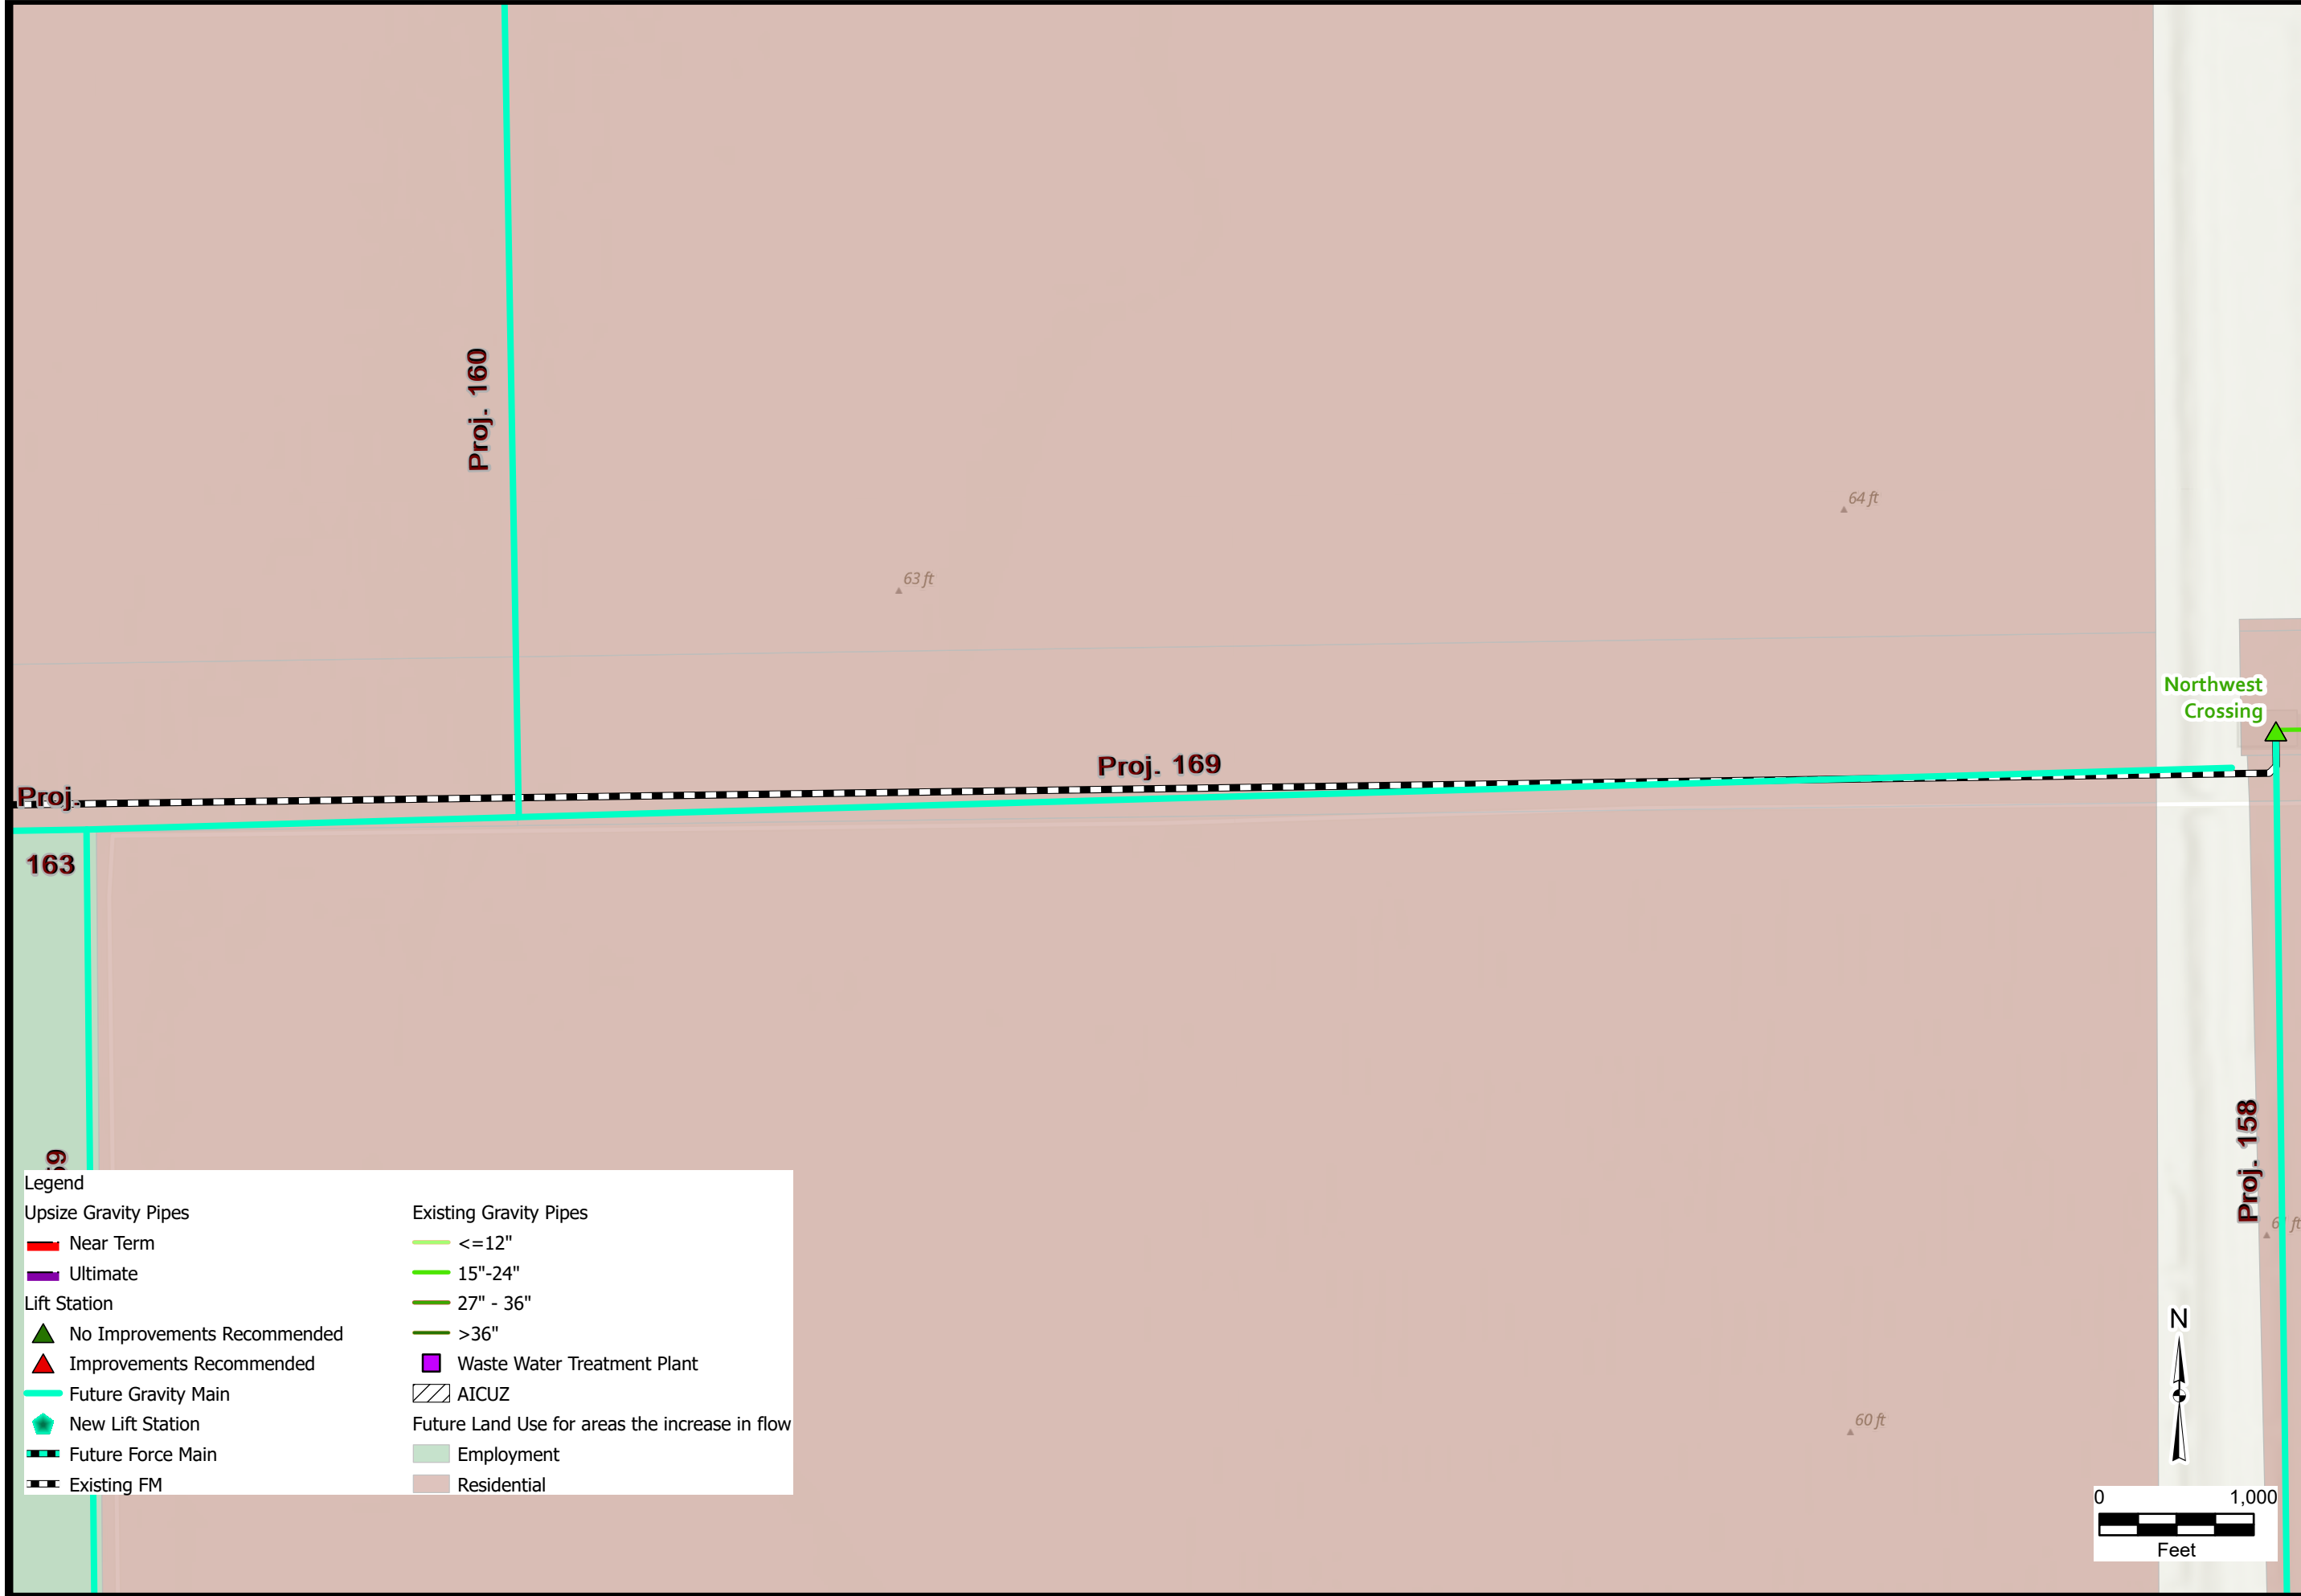 Proj. 160
64 ft
63 ft
Northwest
Crossing
Proj. 169
Proj.
163
Proj. 158
Legend
Upsize Gravity Pipes
Near Term
Ultimate
Lift Station
No Improvements Recommended
Improvements Recommended
Future Gravity Main
New Lift Station
Future Force Main
Existing FM
Existing Gravity Pipes
<=12"
15"-24"
27" - 36"
>36"
Waste Water Treatment Plant
AICUZ
Future Land Use for areas the increase in flow
Employment
Residential
60 ft
N
0 1,000
Feet